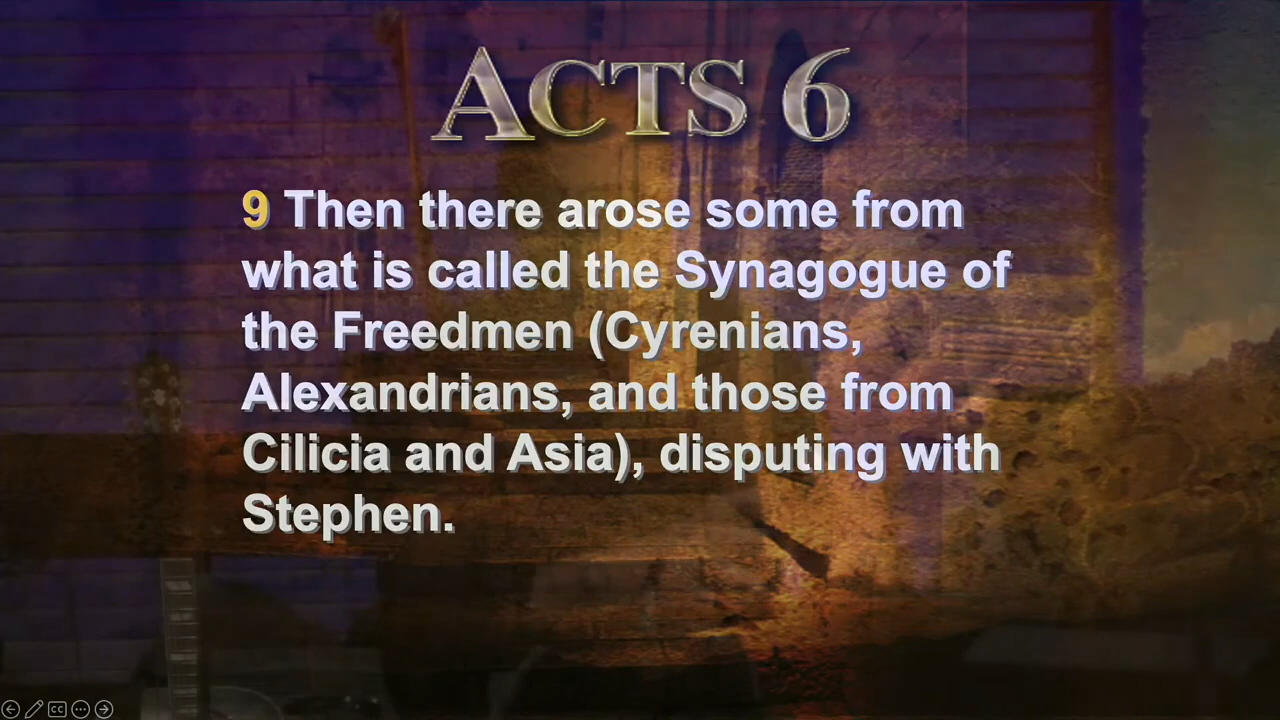 ACTS 6
9 Then there arose some from
what is called the Synagogue of
the Freedmen (Cyrenians,
Alexandrians, and those from
Cilicia and Asia), disputing with
Stephen.
CC